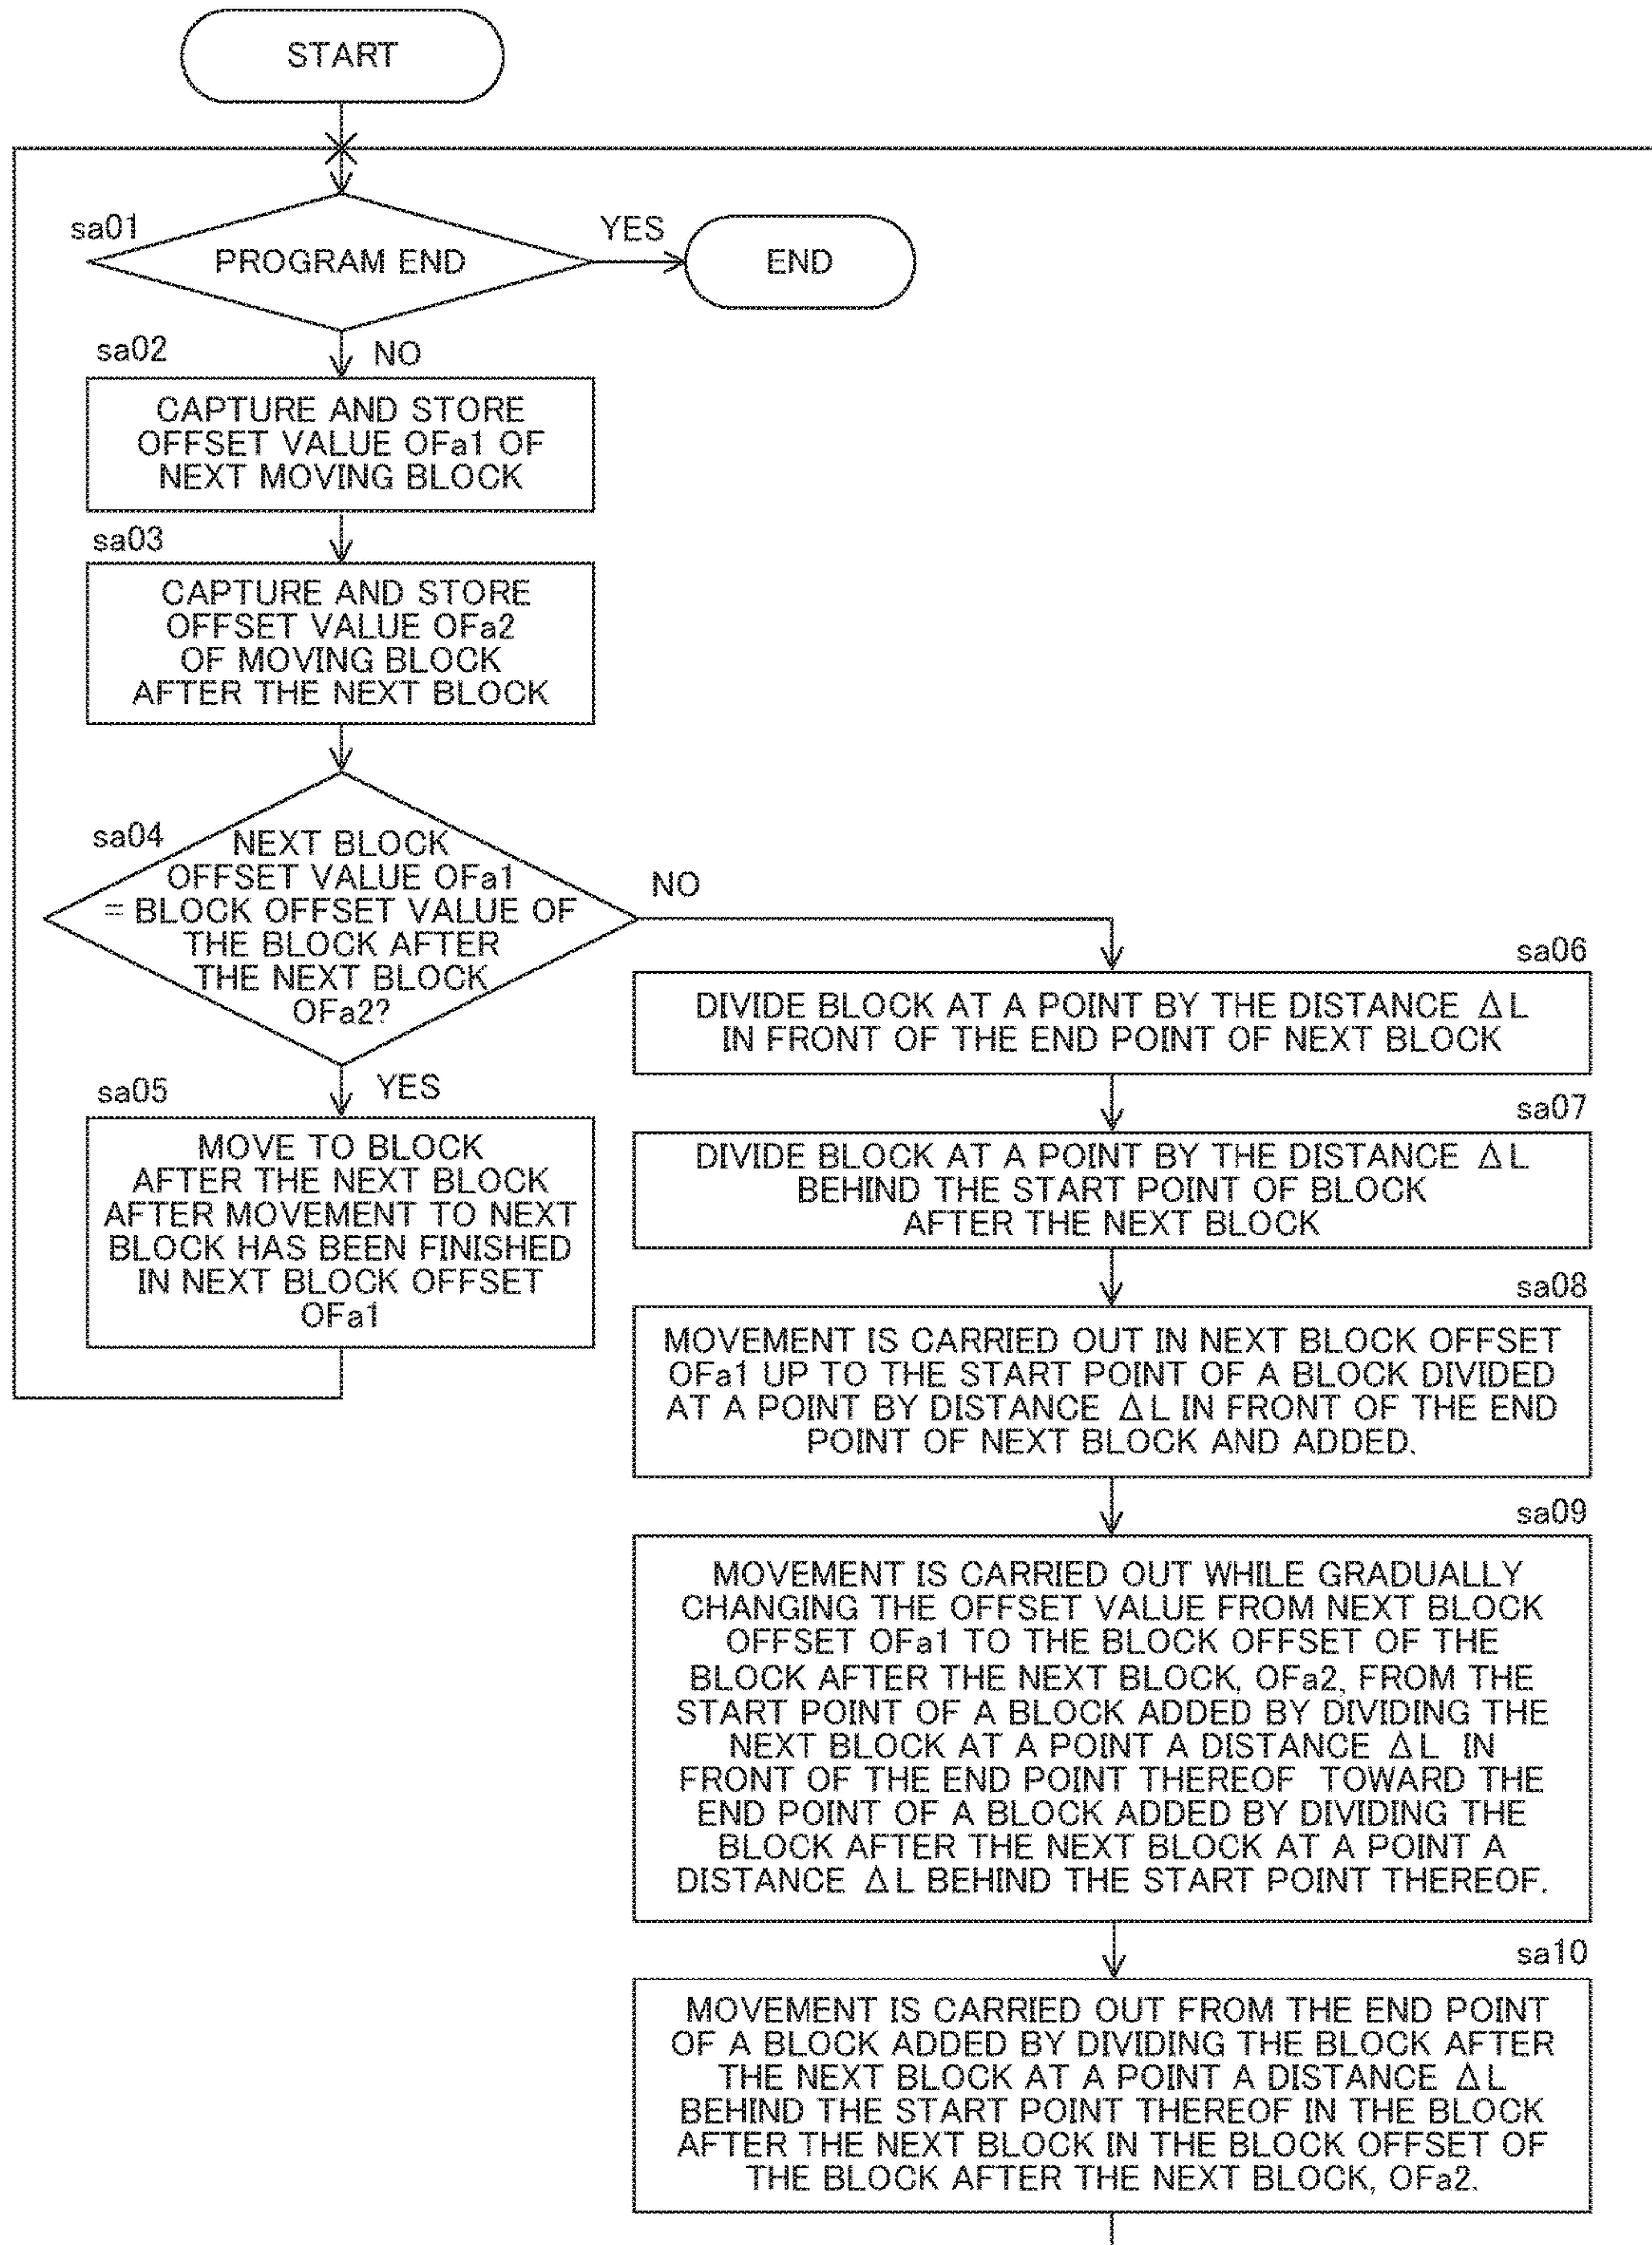 START
sa01
PROGRAM END
YES
END
sa02
NO
CAPTURE AND STORE
OFFSET VALUE OFa1 OF
NEXT MOVING BLOCK
sa03
CAPTURE AND STORE
OFFSET VALUE OFa2
OF MOVING BLOCK
AFTER THE NEXT BLOCK
sa04
NEXT BLOCK
OFFSET VALUE OFa1
= BLOCK OFFSET VALUE OF
THE BLOCK AFTER
THE NEXT BLOCK
OFa2?
NO
YES
sa05
MOVE TO BLOCK
AFTER THE NEXT BLOCK
AFTER MOVEMENT TO NEXT
BLOCK HAS BEEN FINISHED
IN NEXT BLOCK OFFSET
OFa1
sa06
DIVIDE BLOCK AT A POINT BY THE DISTANCE ΔL
IN FRONT OF THE END POINT OF NEXT BLOCK
sa07
DIVIDE BLOCK AT A POINT BY THE DISTANCE ΔL
BEHIND THE START POINT OF BLOCK
AFTER THE NEXT BLOCK
sa08
MOVEMENT IS CARRIED OUT IN NEXT BLOCK OFFSET
OFa1 UP TO THE START POINT OF A BLOCK DIVIDED
AT A POINT BY DISTANCE ΔL IN FRONT OF THE END
POINT OF NEXT BLOCK AND ADDED.
sa09
MOVEMENT IS CARRIED OUT WHILE GRADUALLY
CHANGING THE OFFSET VALUE FROM NEXT BLOCK
OFFSET OFa1 TO THE BLOCK OFFSET OF THE
BLOCK AFTER THE NEXT BLOCK, OFa2, FROM THE
START POINT OF A BLOCK ADDED BY DIVIDING THE
NEXT BLOCK AT A POINT A DISTANCE ΔL IN
FRONT OF THE END POINT THEREOF TOWARD THE
END POINT OF A BLOCK ADDED BY DIVIDING THE
BLOCK AFTER THE NEXT BLOCK AT A POINT A
DISTANCE ΔL BEHIND THE START POINT THEREOF.
sa10
MOVEMENT IS CARRIED OUT FROM THE END POINT
OF A BLOCK ADDED BY DIVIDING THE BLOCK AFTER
THE NEXT BLOCK AT A POINT A DISTANCE ΔL
BEHIND THE START POINT THEREOF IN THE BLOCK
AFTER THE NEXT BLOCK IN THE BLOCK OFFSET OF
THE BLOCK AFTER THE NEXT BLOCK, OFa2.